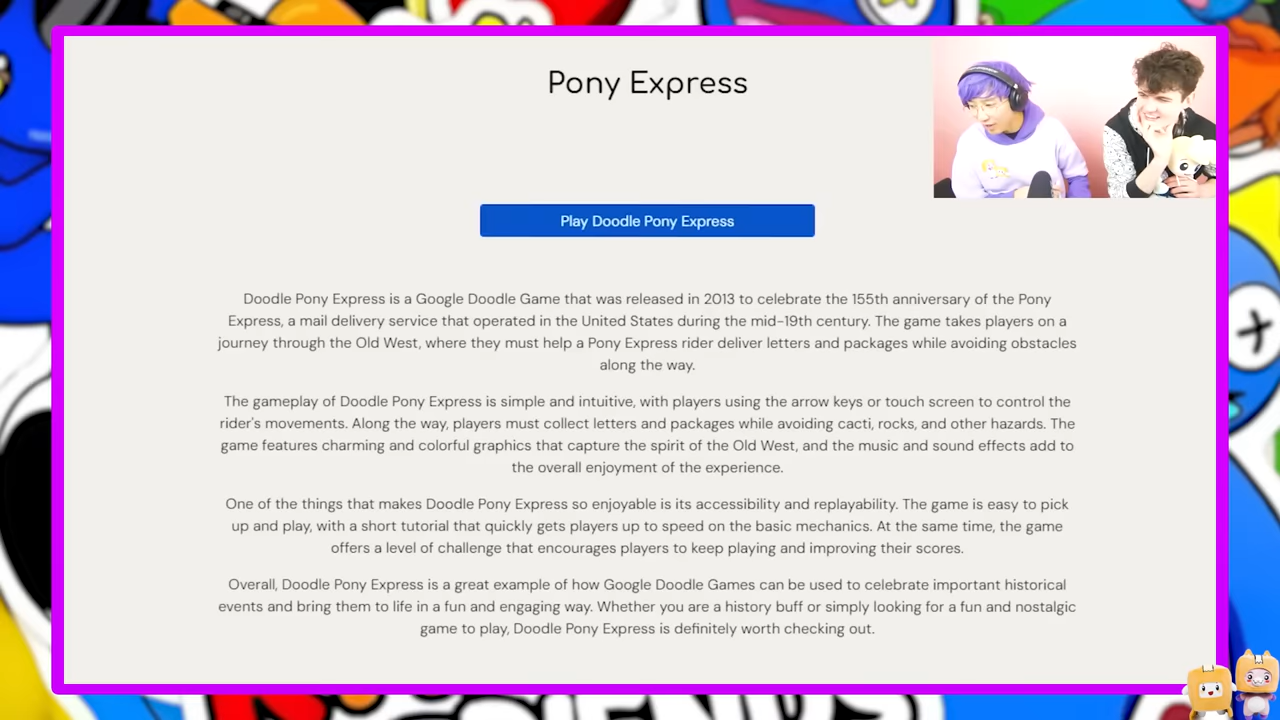 Pony Express
Play Doodle Pony Express
Doodle Pony Express is a Google Doodle Game that was released in 2013 to celebrate the 155th anniversary of the Pony
Express, a mail delivery service that operated in the United States during the mid-19th century. The game takes players on a
journey through the Old West, where they must help a Pony Express rider deliver letters and packages while avoiding obstacles
along the way.
The gameplay of Doodle Pony Express is simple and intuitive, with players using the arrow keys or touch screen to control the
rider's movements. Along the way, players must collect letters and packages while avoiding cacti, rocks, and other hazards. The
game features charming and colorful graphics that capture the spirit of the Old West, and the music and sound effects add to
the overall enjoyment of the experience.
One of the things that makes Doodle Pony Express so enjoyable is its accessibility and replayability. The game is easy to pick
up and play, with a short tutorial that quickly gets players up to speed on the basic mechanics. At the same time, the game
offers a level of challenge that encourages players to keep playing and improving their scores.
Overall, Doodle Pony Express is a great example of how Google Doodle Games can be used to celebrate important historical
events and bring them to life in a fun and engaging way. Whether you are a history buff or simply looking for a fun and nostalgic
game to play, Doodle Pony Express is definitely worth checking out.